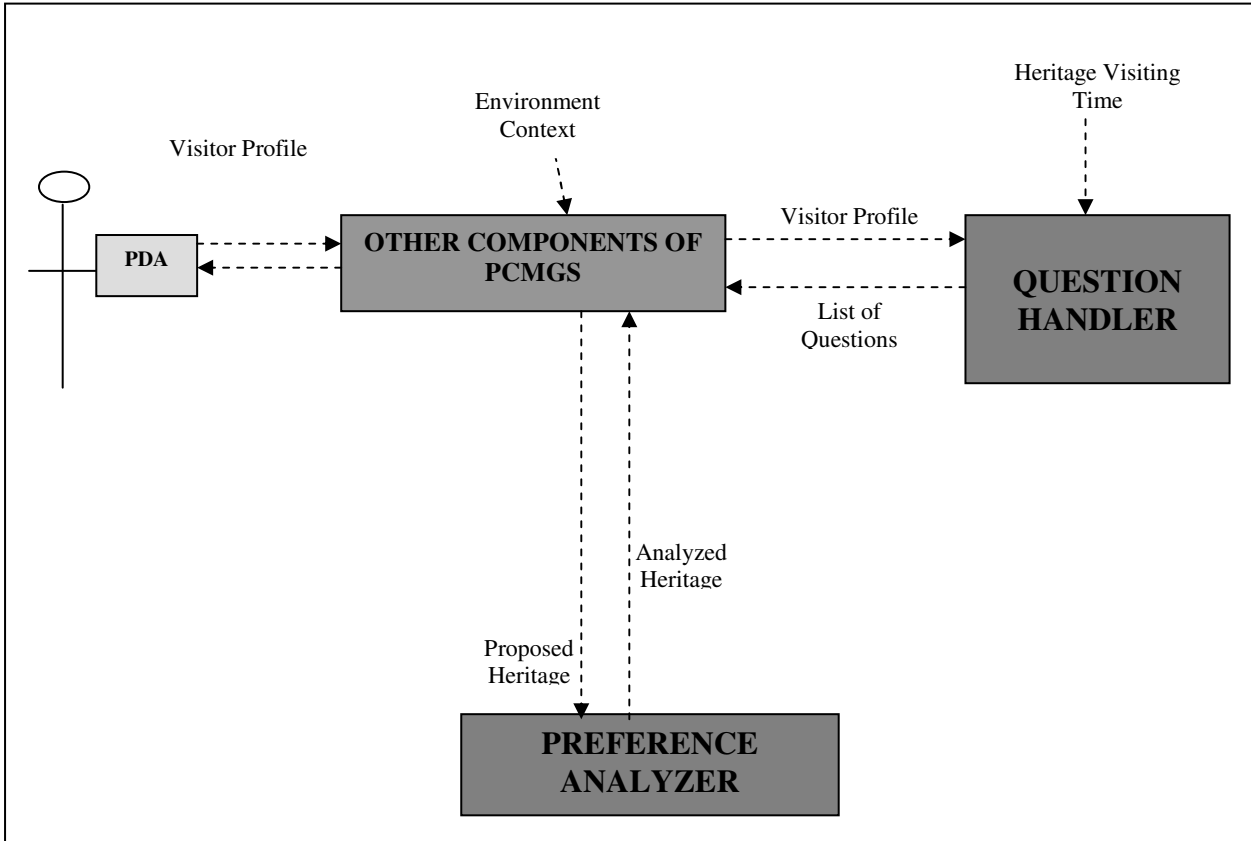 Heritage Visiting
Time
Environment
Context
Visitor Profile
PDA
OTHER COMPONENTS OF
PCMGS
Visitor Profile
List of
Questions
QUESTION
HANDLER
Analyzed
Heritage
Proposed
Heritage
PREFERENCE
ANALYZER